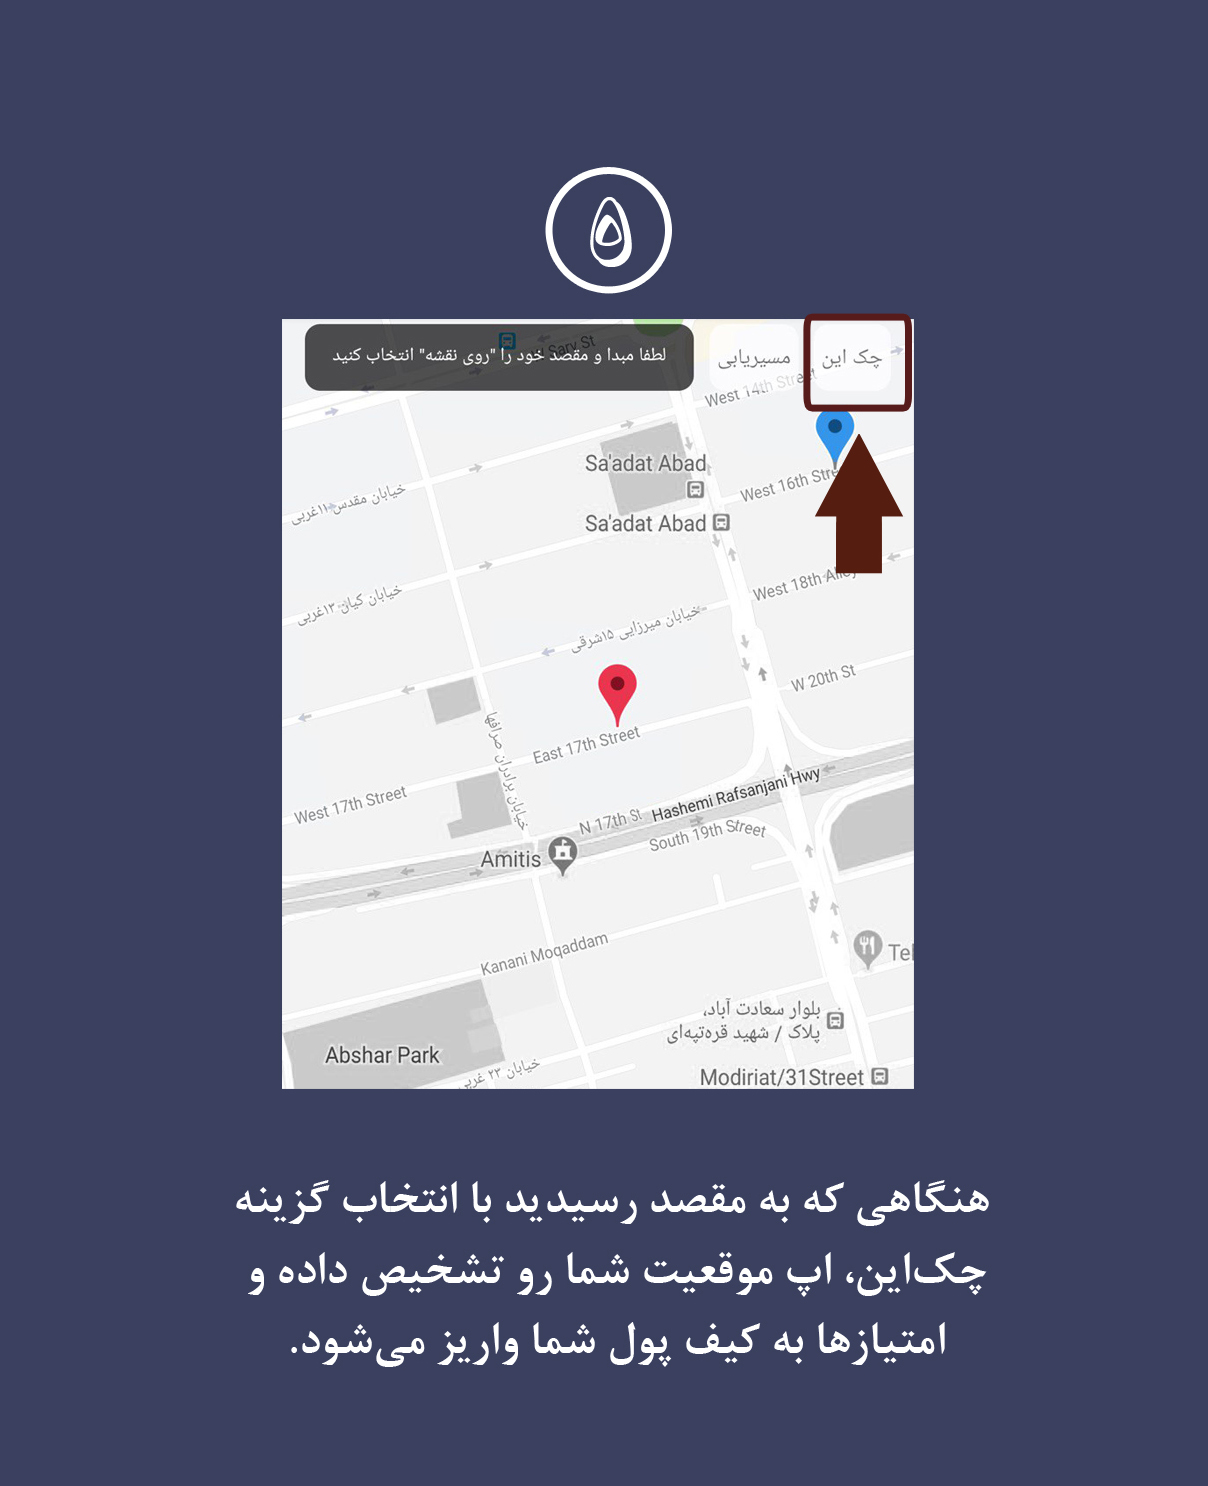 ۵
چک این
مسیریابی
لطفا مبدا و مقصد خود را "روی نقشه" انتخاب کنید
Sarv St
West 14th Street
Sa'adat Abad
West 16th Stre
خیابان مقدس ۱۱غربی
Sa'adat Abad
West 18th Alley
خیابان کیان ۱۳غربی
خیابان میرزایی ۱۵شرقی
W 20th St
خیابان برادران صرافها
East 17th Street
West 17th Street
Hashemi Rafsanjani Hwy
N 17th St
South 19th Street
Amitis
Kanani Moqaddam
Tel
بلوار سعادت آباد،
پلاک / شهید قره‌تپه‌ای
Abshar Park
خیابان ۲۳ غربی
Modiriat/31Street
هنگاهی که به مقصد رسیدید با انتخاب گزینه
چک‌این، اپ موقعیت شما رو تشخیص داده و
امتیازها به کیف پول شما واریز می‌شود.